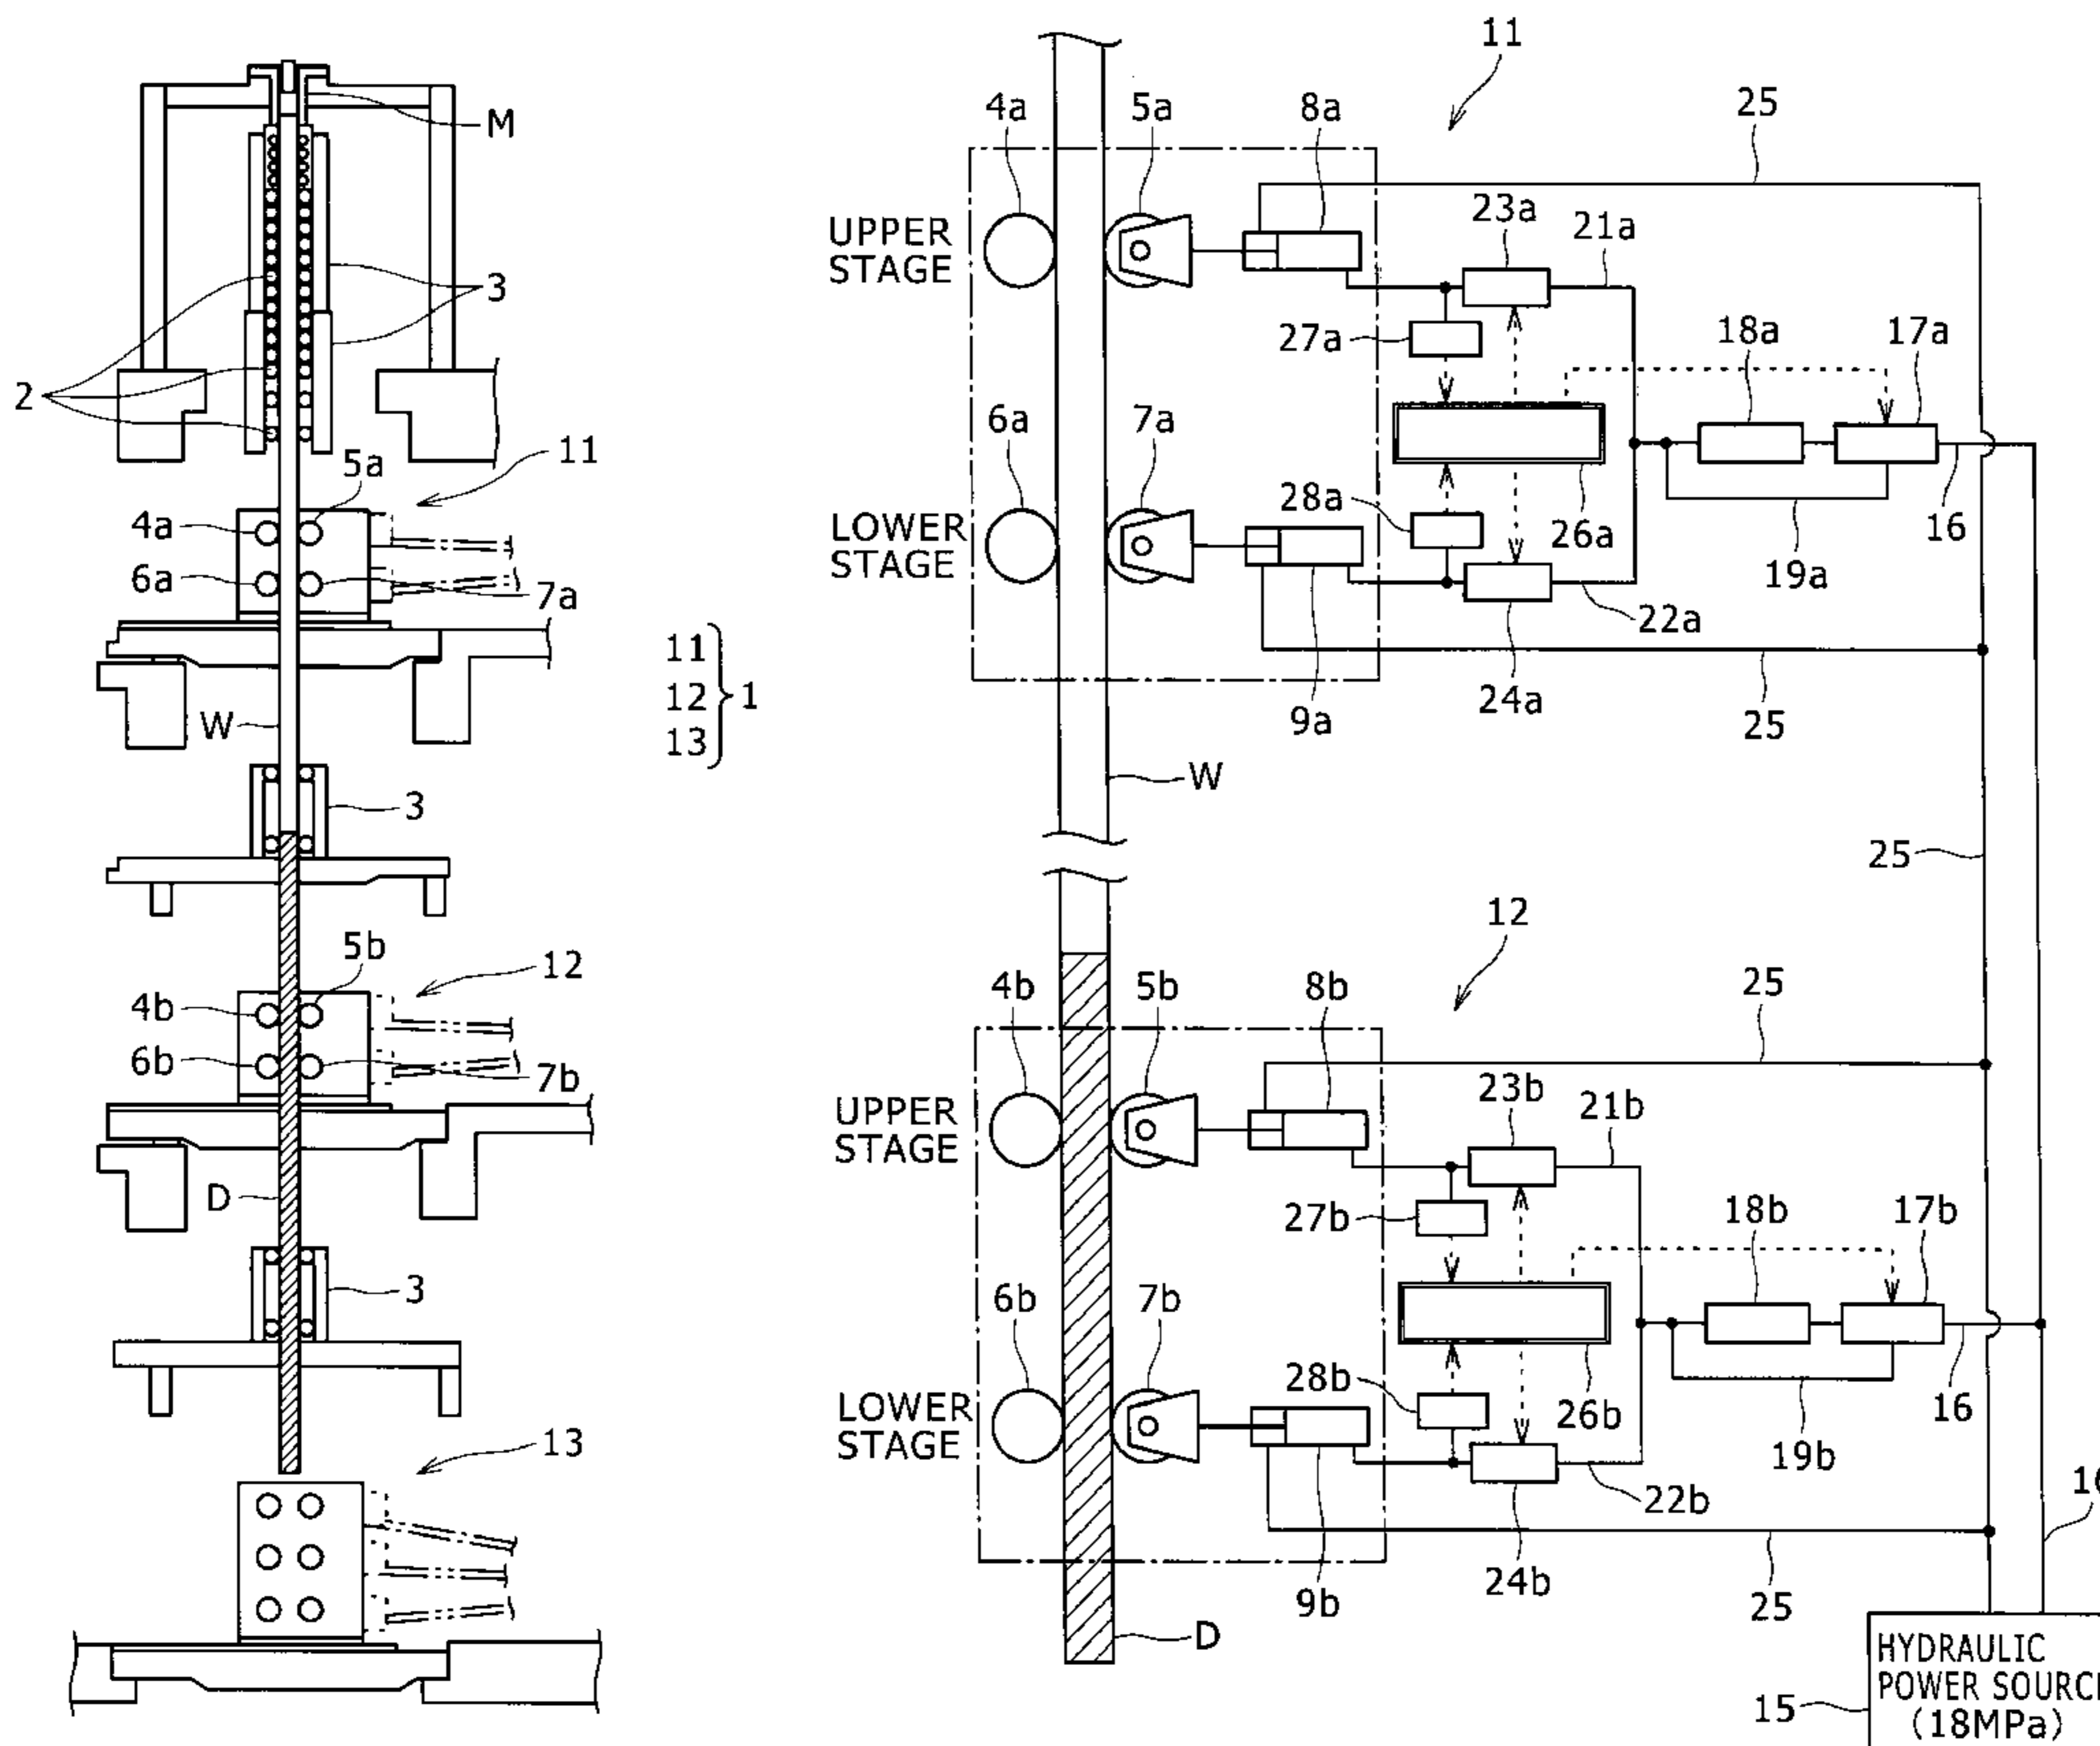 M
3
2
11
5a
4a
6a
7a
W
11
12
13
1
3
5b
12
4b
6b
7b
D
3
13
11
4a
5a
8a
25
UPPER
STAGE
23a
21a
27a
18a
17a
6a
7a
28a
26a
16
LOWER
STAGE
19a
22a
9a
24a
25
W
25
12
4b
5b
8b
25
UPPER
STAGE
23b
21b
27b
18b
17b
6b
7b
28b
26b
16
LOWER
STAGE
19b
22b
9b
24b
25
D
HYDRAULIC
POWER SOURC
15
(18MPa)